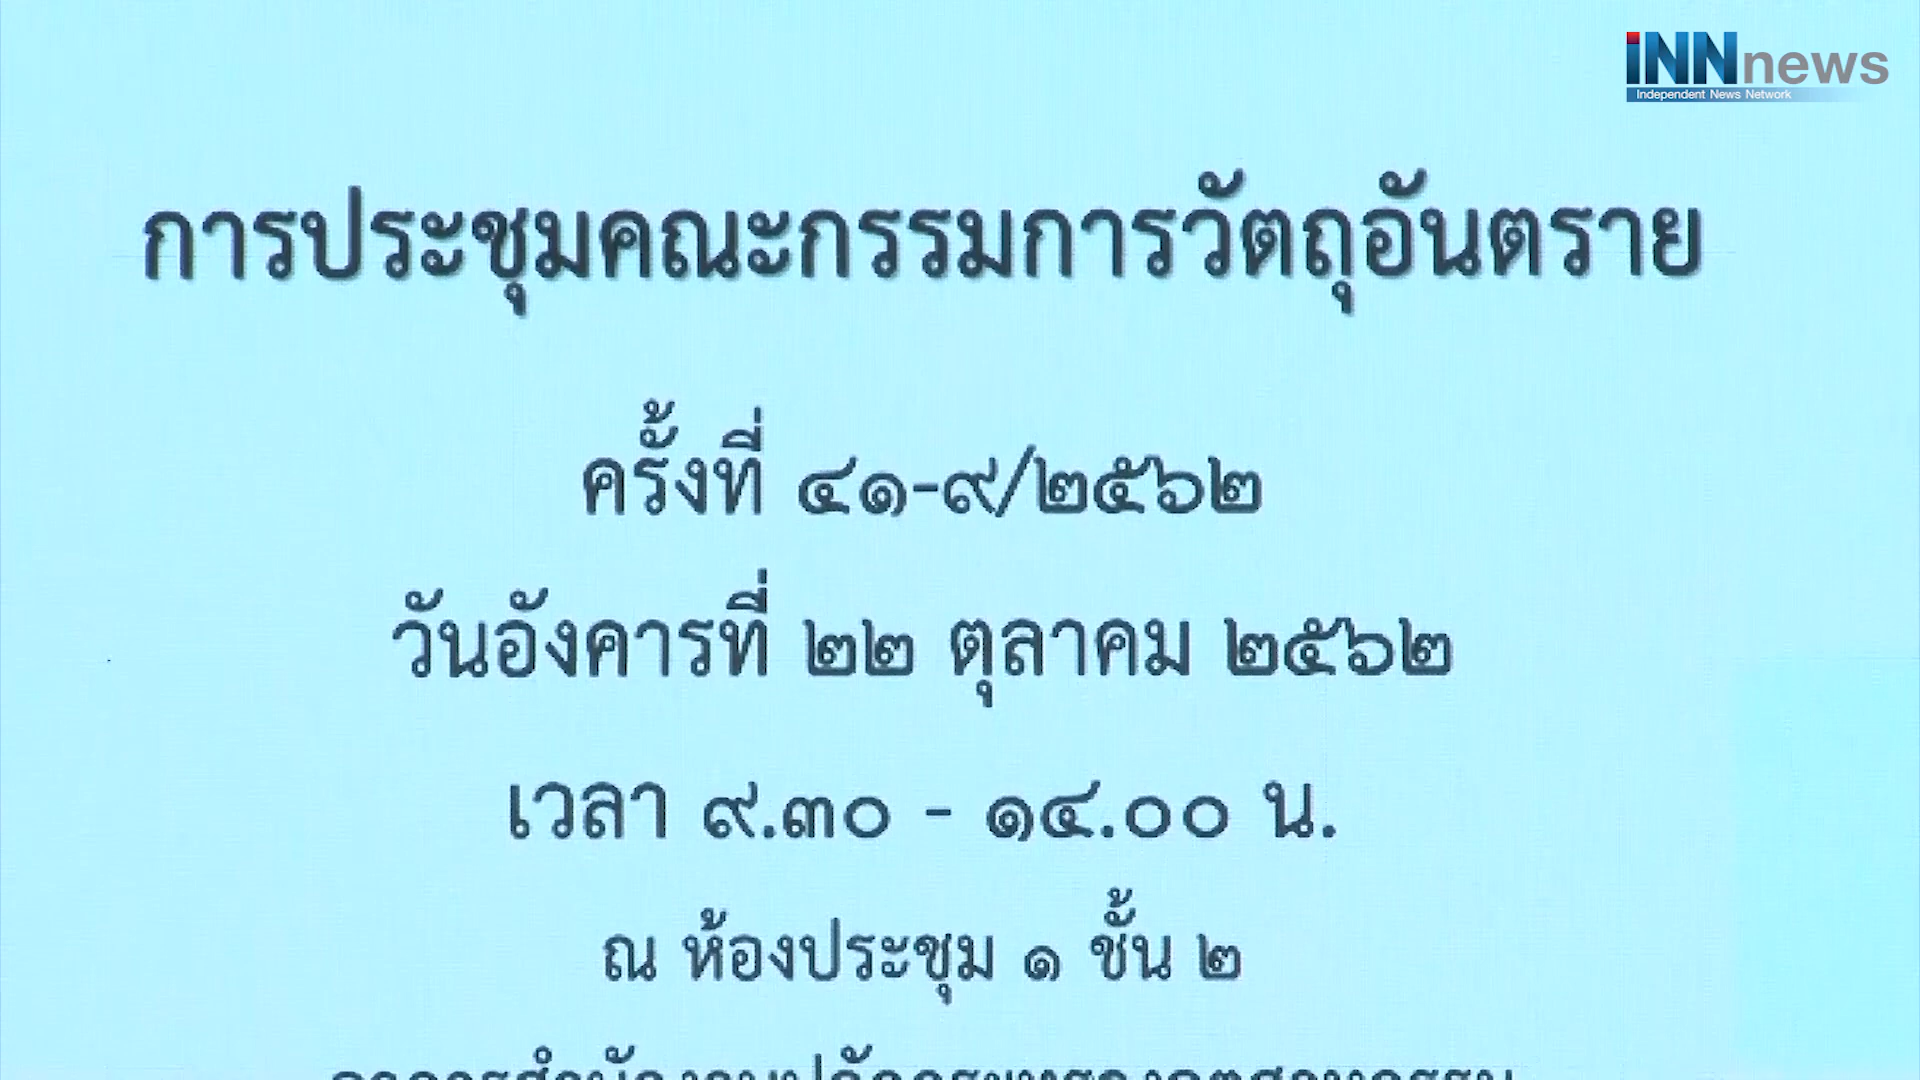 iNNnews
Independent News Network
การประชุมคณะกรรมการวัตถุอันตราย
ครั้งที่ ๔๑-๙/๒๕๖๒
วันอังคารที่ ๒๒ ตุลาคม ๒๕๖๒
เวลา ๙.๓๐ - ๑๔.๐๐ น.
ณ ห้องประชุม ๑ ชั้น ๒